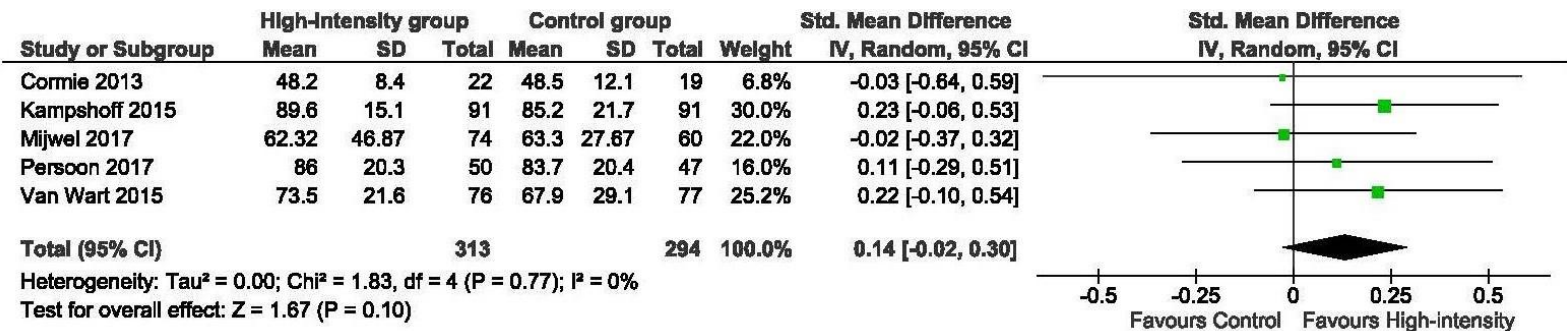 High-intensity group Control group Std. Mean Difference Std. Mean Difference
Study or Subgroup Mean SD Total Mean SD Total Weight IV, Random, 95% CI IV, Random, 95% CI
Cormie 2013 48.2 8.4 22 48.5 12.1 19 6.8% -0.03 [-0.64, 0.59]
Kampshoff 2015 89.6 15.1 91 85.2 21.7 91 30.0% 0.23 [-0.06, 0.53]
Mijwel 2017 62.32 46.87 74 63.3 27.67 60 22.0% -0.02 [-0.37, 0.32]
Persoon 2017 86 20.3 50 83.7 20.4 47 16.0% 0.11 [-0.29, 0.51]
Van Wart 2015 73.5 21.6 76 67.9 29.1 77 25.2% 0.22 [-0.10, 0.54]
Total (95% CI) 313 294 100.0% 0.14 [-0.02, 0.30]
Heterogeneity: Tau² = 0.00; Chi² = 1.83, df = 4 (P = 0.77); I² = 0%
Test for overall effect: Z = 1.67 (P = 0.10)
-0.5 -0.25 0 0.25 0.5
Favours Control Favours High-intensity